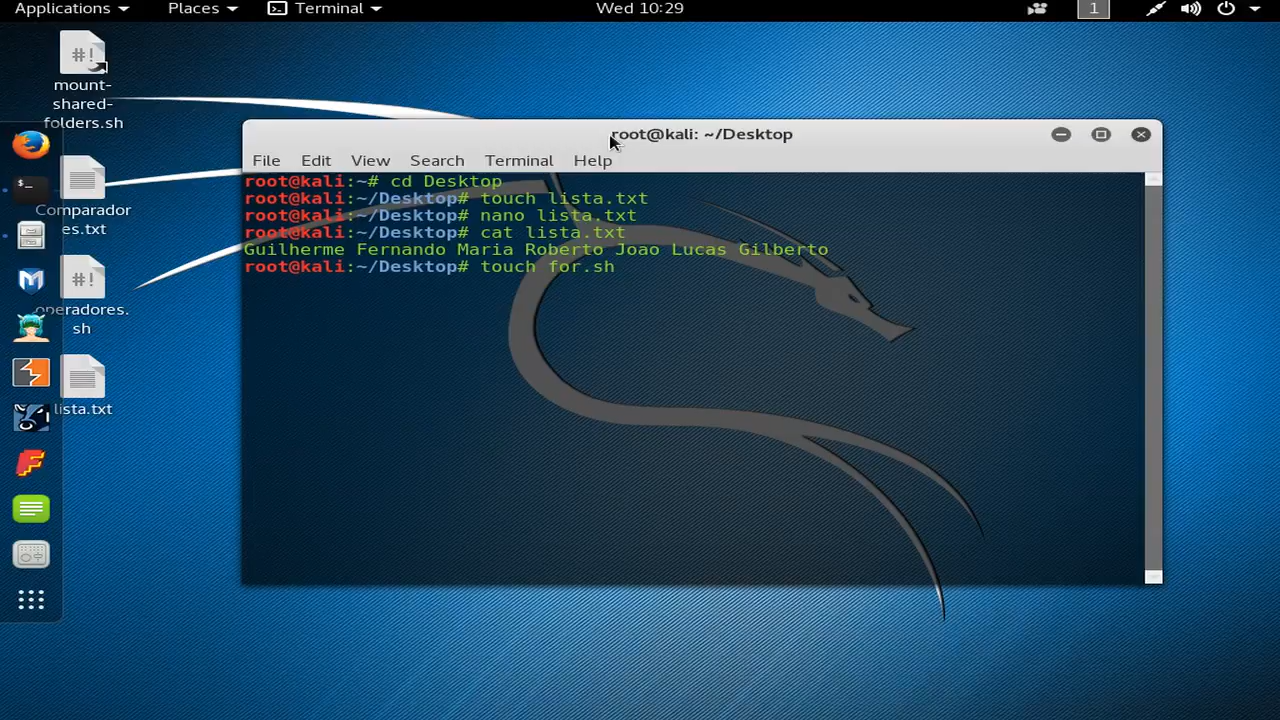 Applications Places Terminal Wed 10:29 1
#!
mount-
shared-
folders.sh
Comparador
es.txt
#!
operadores.
sh
lista.txt
root@kali: ~/Desktop
File Edit View Search Terminal Help
root@kali:~# cd Desktop
root@kali:~/Desktop# touch lista.txt
root@kali:~/Desktop# nano lista.txt
root@kali:~/Desktop# cat lista.txt
Guilherme Fernando Maria Roberto Joao Lucas Gilberto
root@kali:~/Desktop# touch for.sh